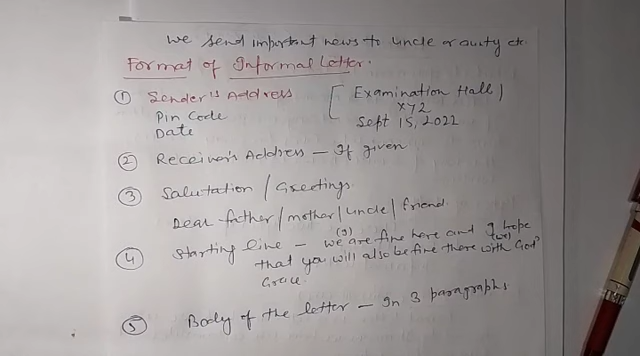 we send important news to uncle or aunty etc.
Format of Informal Letter.
① Sender's Address [ Examination Hall,
Pin Code XYZ
Date Sept 15, 2022
② Receiver's Address – If given
③ Salutation / Greetings.
Dear father / mother / uncle / friend
④ Starting line – we (I) are fine here and I (we) hope
that you will also be fine there with God's
Grace.
⑤ Body of the letter – In 3 paragraphs